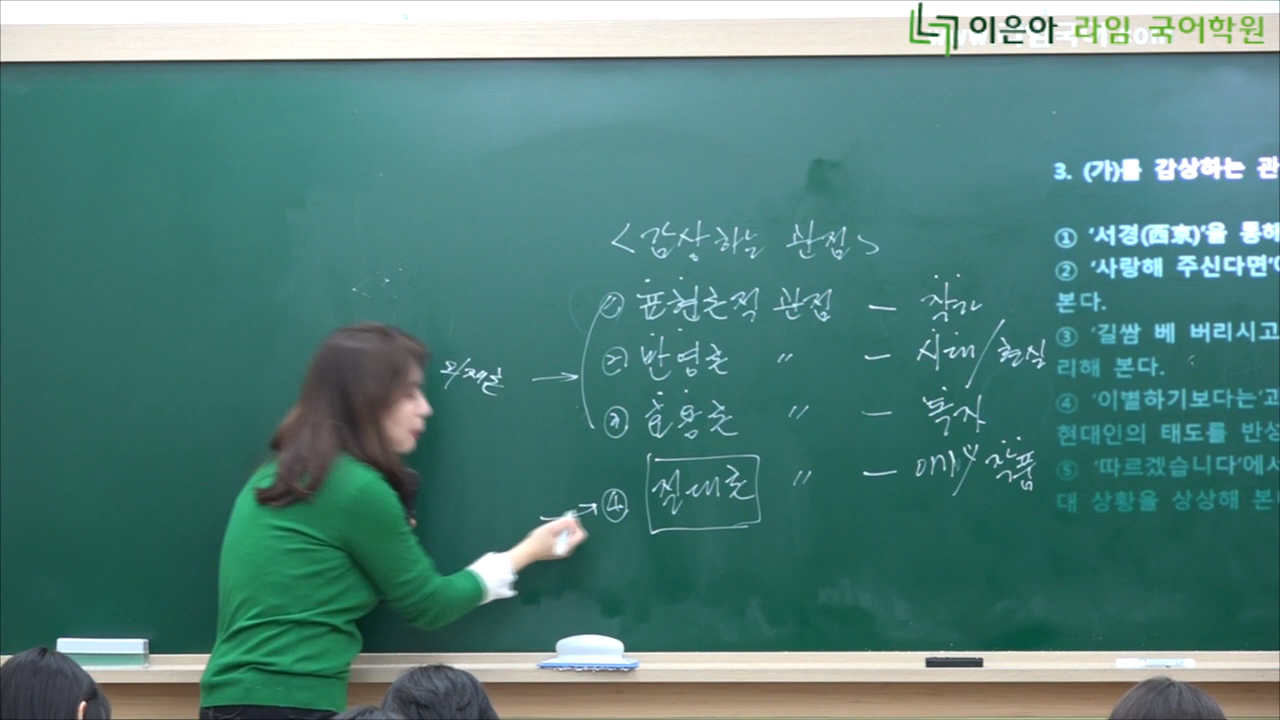 이은아 라임 국어학원
<감상하는 관점>
① 표현론적 관점 — 작가
② 반영론 〃 — 시대/현실
③ 효용론 〃 — 독자
④ 절대론 〃 — only 작품
3. (가)를 감상하는 관
① '서경(西京)'을 통해
② '사랑해 주신다면'
본다.
③ '길쌈 베 버리시고
리해 본다.
④ '이별하기보다는'
현대인의 태도를 반성
⑤ '따르겠습니다'에서
대 상황을 상상해 본